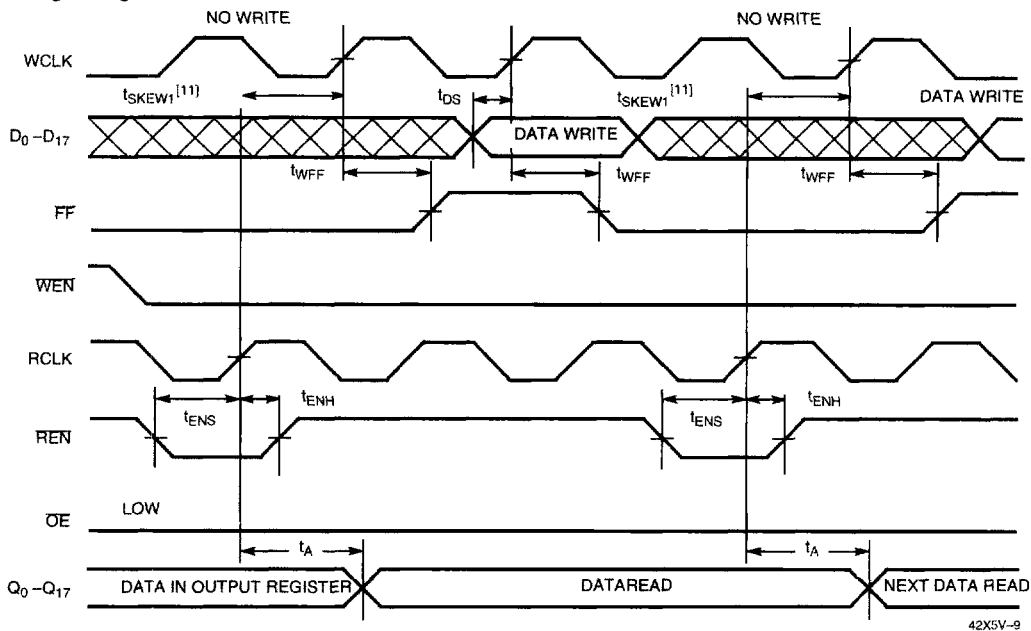 NO WRITE NO WRITE
WCLK
tSKEW1[11] tDS tSKEW1[11] DATA WRITE
D0–D17 DATA WRITE
tWFF tWFF tWFF
FF
WEN
RCLK
tENS tENH tENS tENH
REN
LOW
OE
tA tA
Q0–Q17 DATA IN OUTPUT REGISTER DATAREAD NEXT DATA READ
42X5V–9